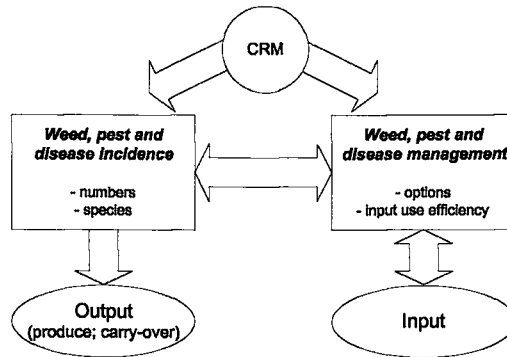 CRM
Weed, pest and
disease incidence
- numbers
- species
Weed, pest and
disease management
- options
- input use efficiency
Output
(produce; carry-over)
Input